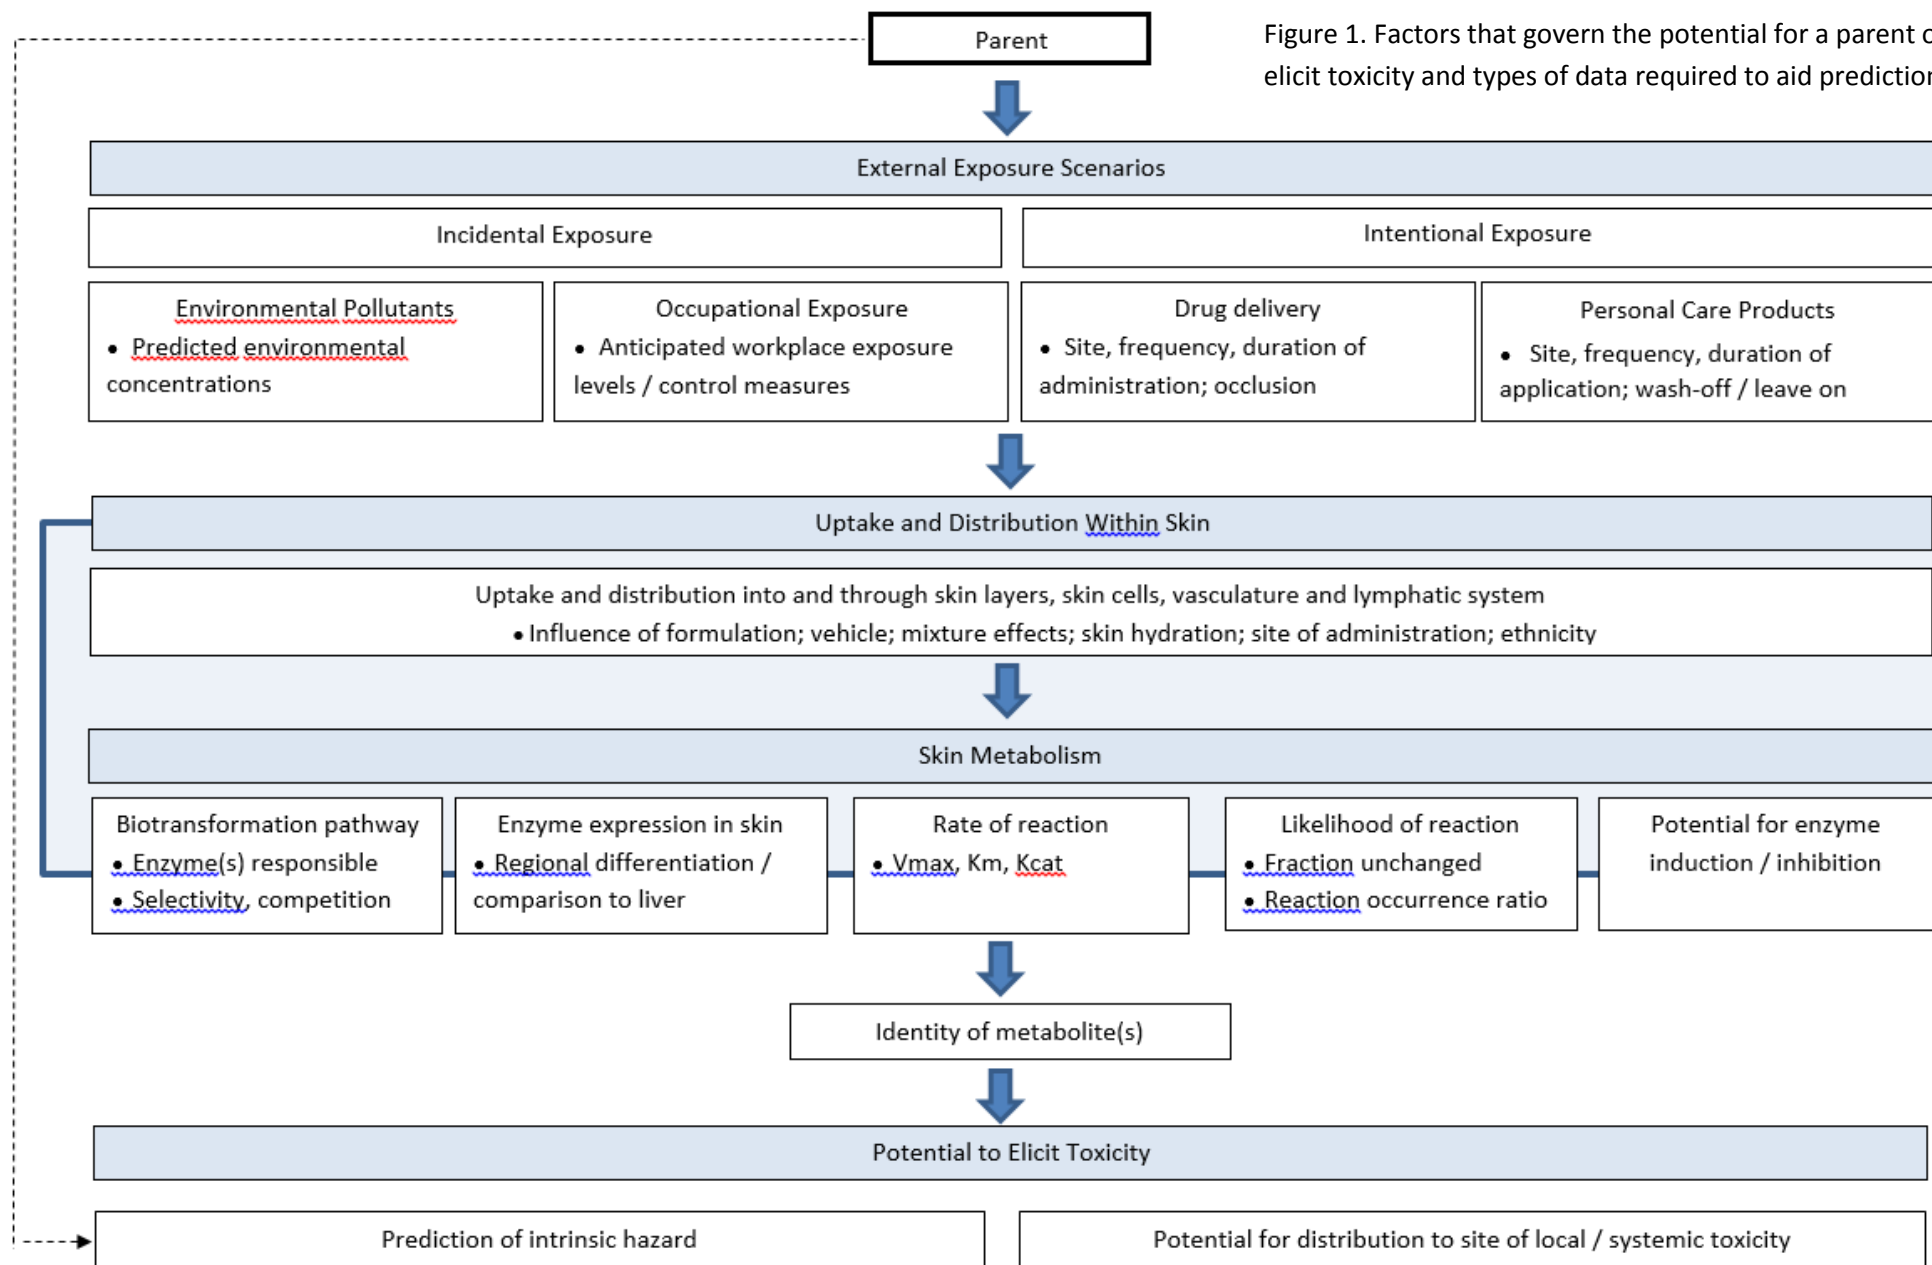 Parent
Figure 1. Factors that govern the potential for a parent
elicit toxicity and types of data required to aid prediction
External Exposure Scenarios
Incidental Exposure
Intentional Exposure
Environmental Pollutants
• Predicted environmental
concentrations
Occupational Exposure
• Anticipated workplace exposure
levels / control measures
Drug delivery
• Site, frequency, duration of
administration; occlusion
Personal Care Products
• Site, frequency, duration of
application; wash-off / leave on
Uptake and Distribution Within Skin
Uptake and distribution into and through skin layers, skin cells, vasculature and lymphatic system
• Influence of formulation; vehicle; mixture effects; skin hydration; site of administration; ethnicity
Skin Metabolism
Biotransformation pathway
• Enzyme(s) responsible
• Selectivity, competition
Enzyme expression in skin
• Regional differentiation /
comparison to liver
Rate of reaction
• Vmax, Km, Kcat
Likelihood of reaction
• Fraction unchanged
• Reaction occurrence ratio
Potential for enzyme
induction / inhibition
Identity of metabolite(s)
Potential to Elicit Toxicity
Prediction of intrinsic hazard
Potential for distribution to site of local / systemic toxicity